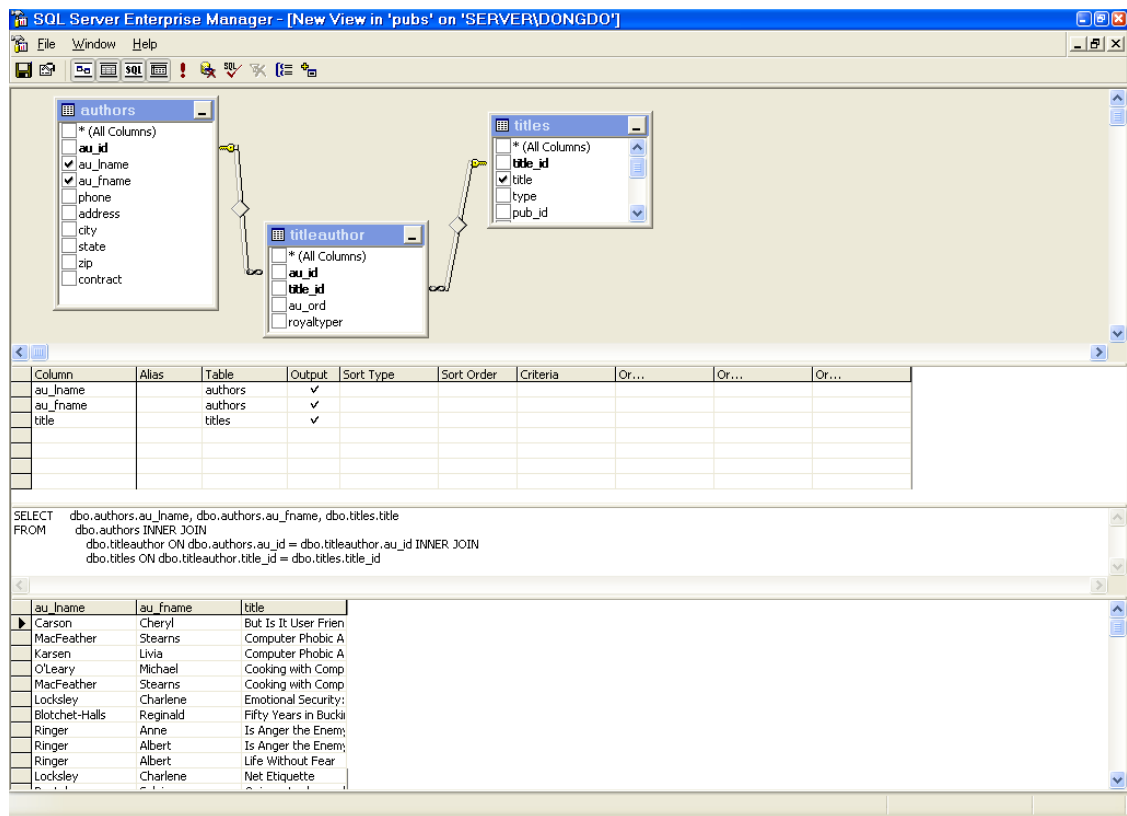 SQL Server Enterprise Manager - [New View in 'pubs' on 'SERVER\DONGDO']
File Window Help
authors
* (All Columns)
au_id
au_lname
au_fname
phone
address
city
state
zip
contract
titleauthor
* (All Columns)
au_id
title_id
au_ord
royaltyper
titles
* (All Columns)
title_id
title
type
pub_id
Column Alias Table Output Sort Type Sort Order Criteria Or... Or... Or...
au_lname authors
au_fname authors
title titles
SELECT dbo.authors.au_lname, dbo.authors.au_fname, dbo.titles.title
FROM dbo.authors INNER JOIN
dbo.titleauthor ON dbo.authors.au_id = dbo.titleauthor.au_id INNER JOIN
dbo.titles ON dbo.titleauthor.title_id = dbo.titles.title_id
au_lname au_fname title
Carson Cheryl But Is It User Frien
MacFeather Stearns Computer Phobic A
Karsen Livia Computer Phobic A
O'Leary Michael Cooking with Comp
MacFeather Stearns Cooking with Comp
Locksley Charlene Emotional Security:
Blotchet-Halls Reginald Fifty Years in Bucki
Ringer Anne Is Anger the Enemy
Ringer Albert Is Anger the Enemy
Ringer Albert Life Without Fear
Locksley Charlene Net Etiquette